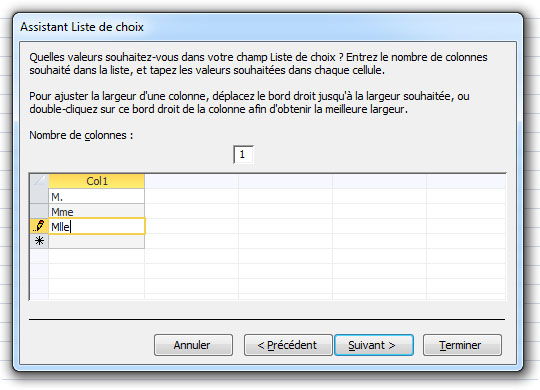 Assistant Liste de choix
Quelles valeurs souhaitez-vous dans votre champ Liste de choix ? Entrez le nombre de colonnes
souhaité dans la liste, et tapez les valeurs souhaitées dans chaque cellule.
Pour ajuster la largeur d'une colonne, déplacez le bord droit jusqu'à la largeur souhaitée, ou
double-cliquez sur ce bord droit de la colonne afin d'obtenir la meilleure largeur.
Nombre de colonnes :
1
Col1
M.
Mme
Mlle
Annuler < Précédent Suivant > Terminer